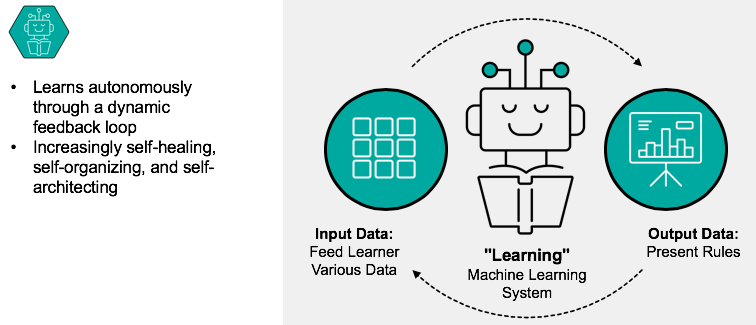 • Learns autonomously
through a dynamic
feedback loop
• Increasingly self-healing,
self-organizing, and self-
architecting
Input Data:
Feed Learner
Various Data
"Learning"
Machine Learning
System
Output Data:
Present Rules